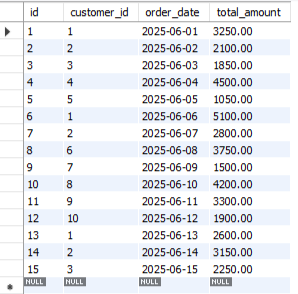 id customer_id order_date total_amount
1 1 2025-06-01 3250.00
2 2 2025-06-02 2100.00
3 3 2025-06-03 1850.00
4 4 2025-06-04 4500.00
5 5 2025-06-05 1050.00
6 1 2025-06-06 5100.00
7 2 2025-06-07 2800.00
8 6 2025-06-08 3750.00
9 7 2025-06-09 1500.00
10 8 2025-06-10 4200.00
11 9 2025-06-11 3300.00
12 10 2025-06-12 1900.00
13 1 2025-06-13 2600.00
14 2 2025-06-14 3150.00
15 3 2025-06-15 2250.00
NULL NULL NULL NULL